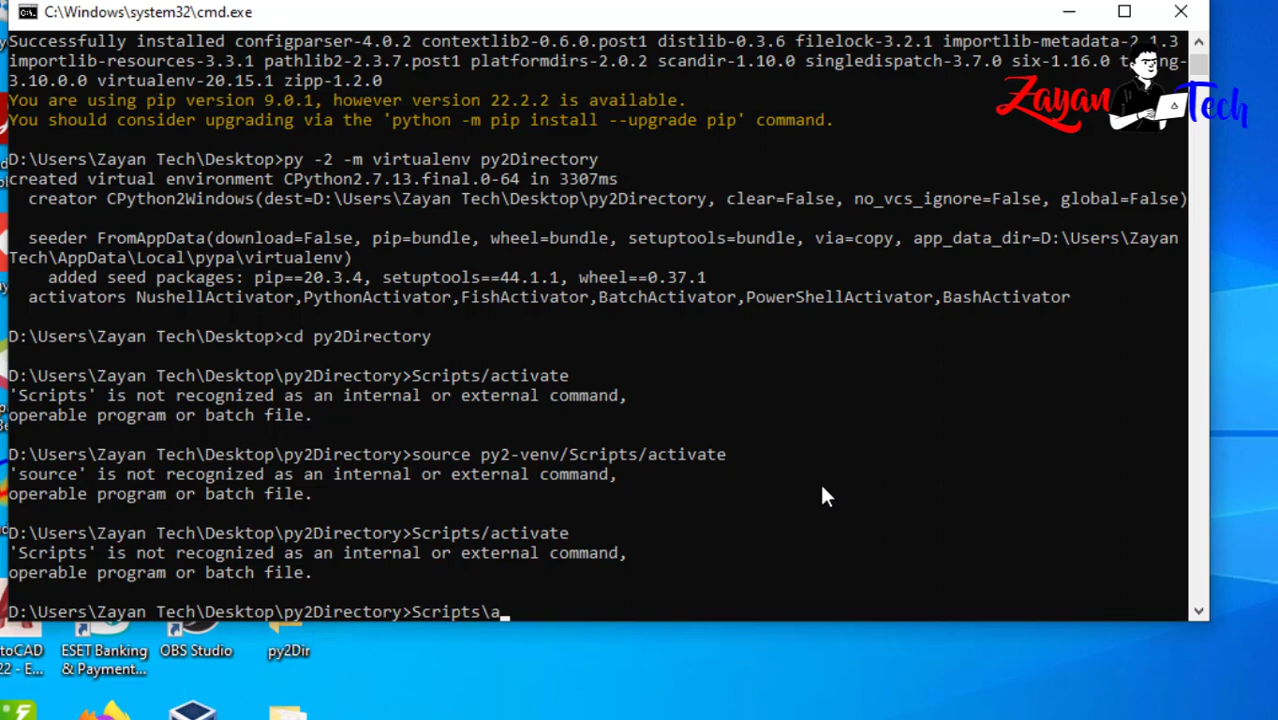 C:\Windows\system32\cmd.exe
Successfully installed configparser-4.0.2 contextlib2-0.6.0.post1 distlib-0.3.6 filelock-3.2.1 importlib-metadata-2.1.3
importlib-resources-3.3.1 pathlib2-2.3.7.post1 platformdirs-2.0.2 scandir-1.10.0 singledispatch-3.7.0 six-1.16.0
3.10.0.0 virtualenv-20.15.1 zipp-1.2.0
Zayan Tech
You are using pip version 9.0.1, however version 22.2.2 is available.
You should consider upgrading via the 'python -m pip install --upgrade pip' command.
D:\Users\Zayan Tech\Desktop>py -2 -m virtualenv py2Directory
created virtual environment CPython2.7.13.final.0-64 in 3307ms
creator CPython2Windows(dest=D:\Users\Zayan Tech\Desktop\py2Directory, clear=False, no_vcs_ignore=False, global=False)
seeder FromAppData(download=False, pip=bundle, wheel=bundle, setuptools=bundle, via=copy, app_data_dir=D:\Users\Zayan
Tech\AppData\Local\pypa\virtualenv)
added seed packages: pip==20.3.4, setuptools==44.1.1, wheel==0.37.1
activators NushellActivator,PythonActivator,FishActivator,BatchActivator,PowerShellActivator,BashActivator
D:\Users\Zayan Tech\Desktop>cd py2Directory
D:\Users\Zayan Tech\Desktop\py2Directory>Scripts/activate
'Scripts' is not recognized as an internal or external command,
operable program or batch file.
D:\Users\Zayan Tech\Desktop\py2Directory>source py2-venv/Scripts/activate
'source' is not recognized as an internal or external command,
operable program or batch file.
D:\Users\Zayan Tech\Desktop\py2Directory>Scripts/activate
'Scripts' is not recognized as an internal or external command,
operable program or batch file.
D:\Users\Zayan Tech\Desktop\py2Directory>Scripts\a_
toCAD
22 - E...
ESET Banking
& Payment...
OBS Studio
py2Dir